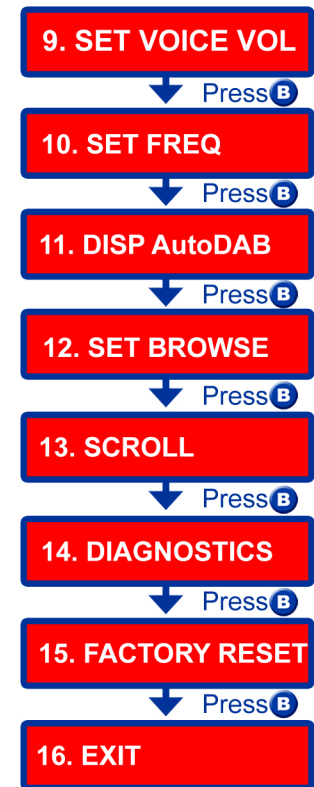 9. SET VOICE VOL
Press B
10. SET FREQ
Press B
11. DISP AutoDAB
Press B
12. SET BROWSE
Press B
13. SCROLL
Press B
14. DIAGNOSTICS
Press B
15. FACTORY RESET
Press B
16. EXIT